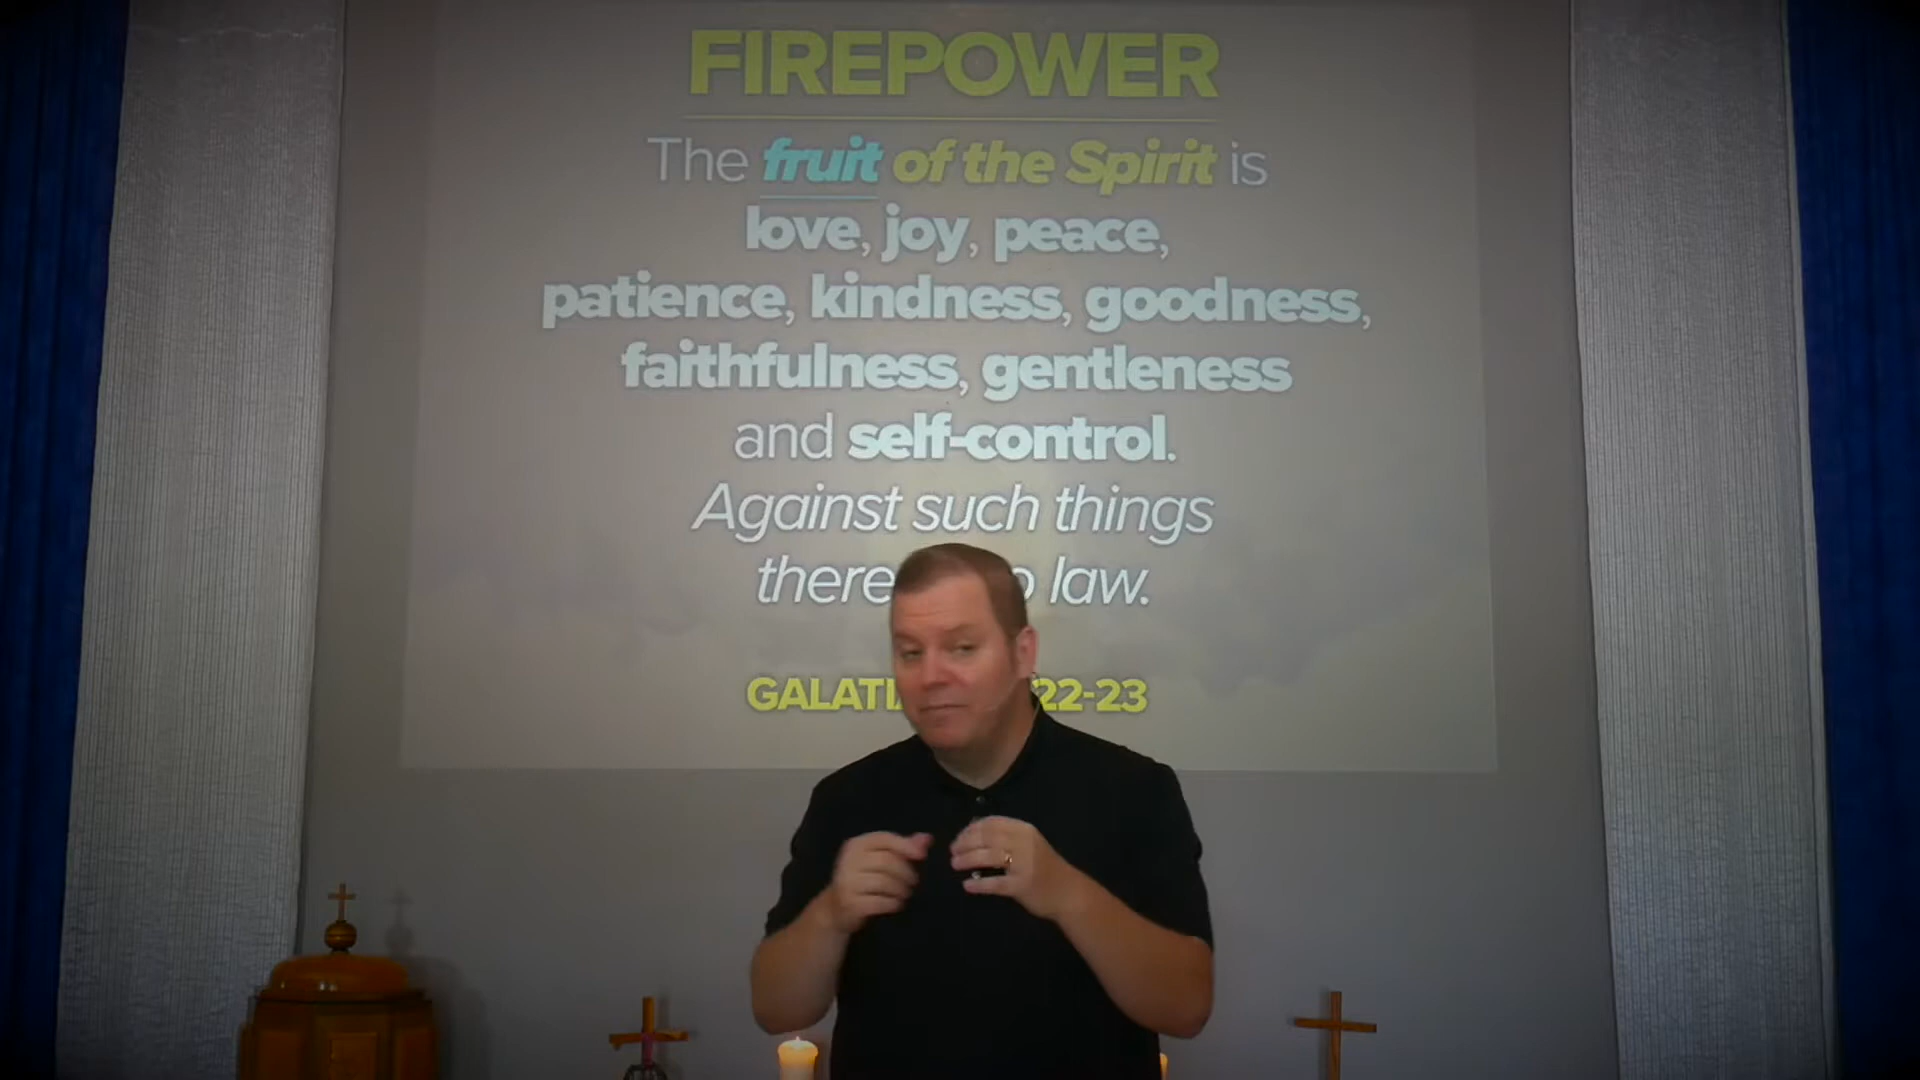 FIREPOWER
The fruit of the Spirit is
love, joy, peace,
patience, kindness, goodness,
faithfulness, gentleness
and self-control.
Against such things
there law.
22-23